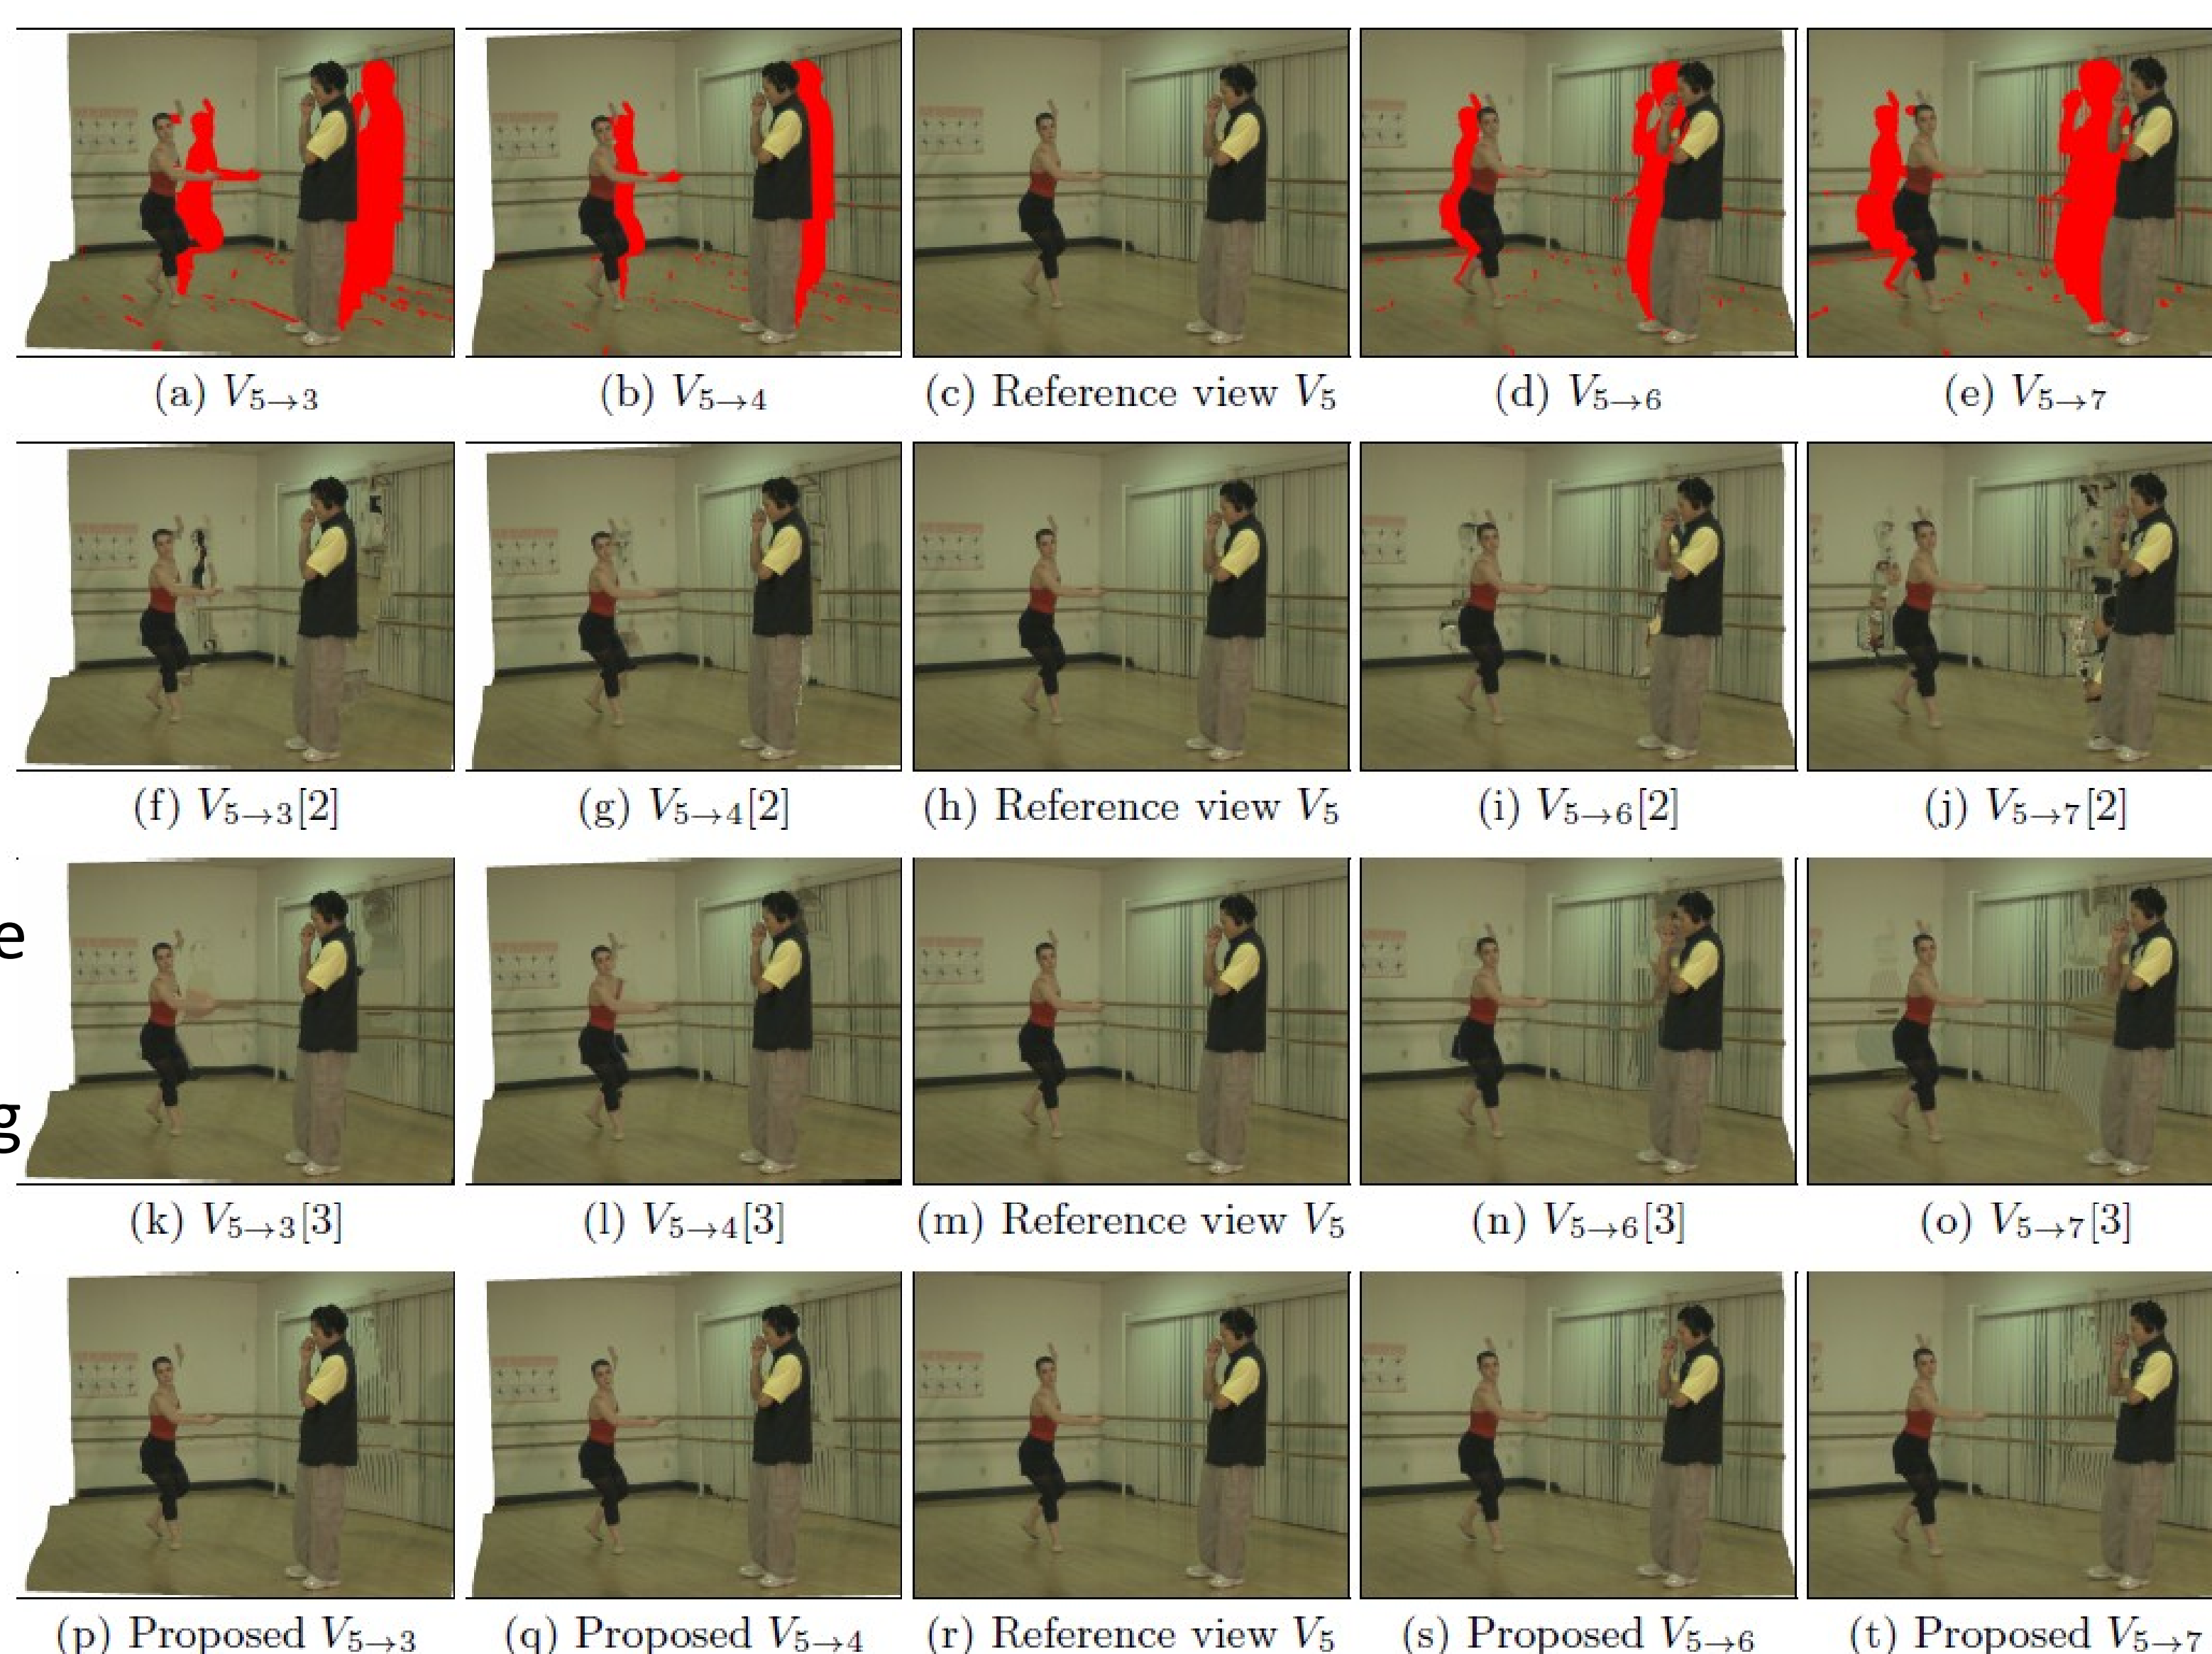 (a) V5→3
(b) V5→4
(c) Reference view V5
(d) V5→6
(e) V5→7
(f) V5→3[2]
(g) V5→4[2]
(h) Reference view V5
(i) V5→6[2]
(j) V5→7[2]
e
g
(k) V5→3[3]
(l) V5→4[3]
(m) Reference view V5
(n) V5→6[3]
(o) V5→7[3]
(p) Proposed V5→3
(q) Proposed V5→4
(r) Reference view V5
(s) Proposed V5→6
(t) Proposed V5→7